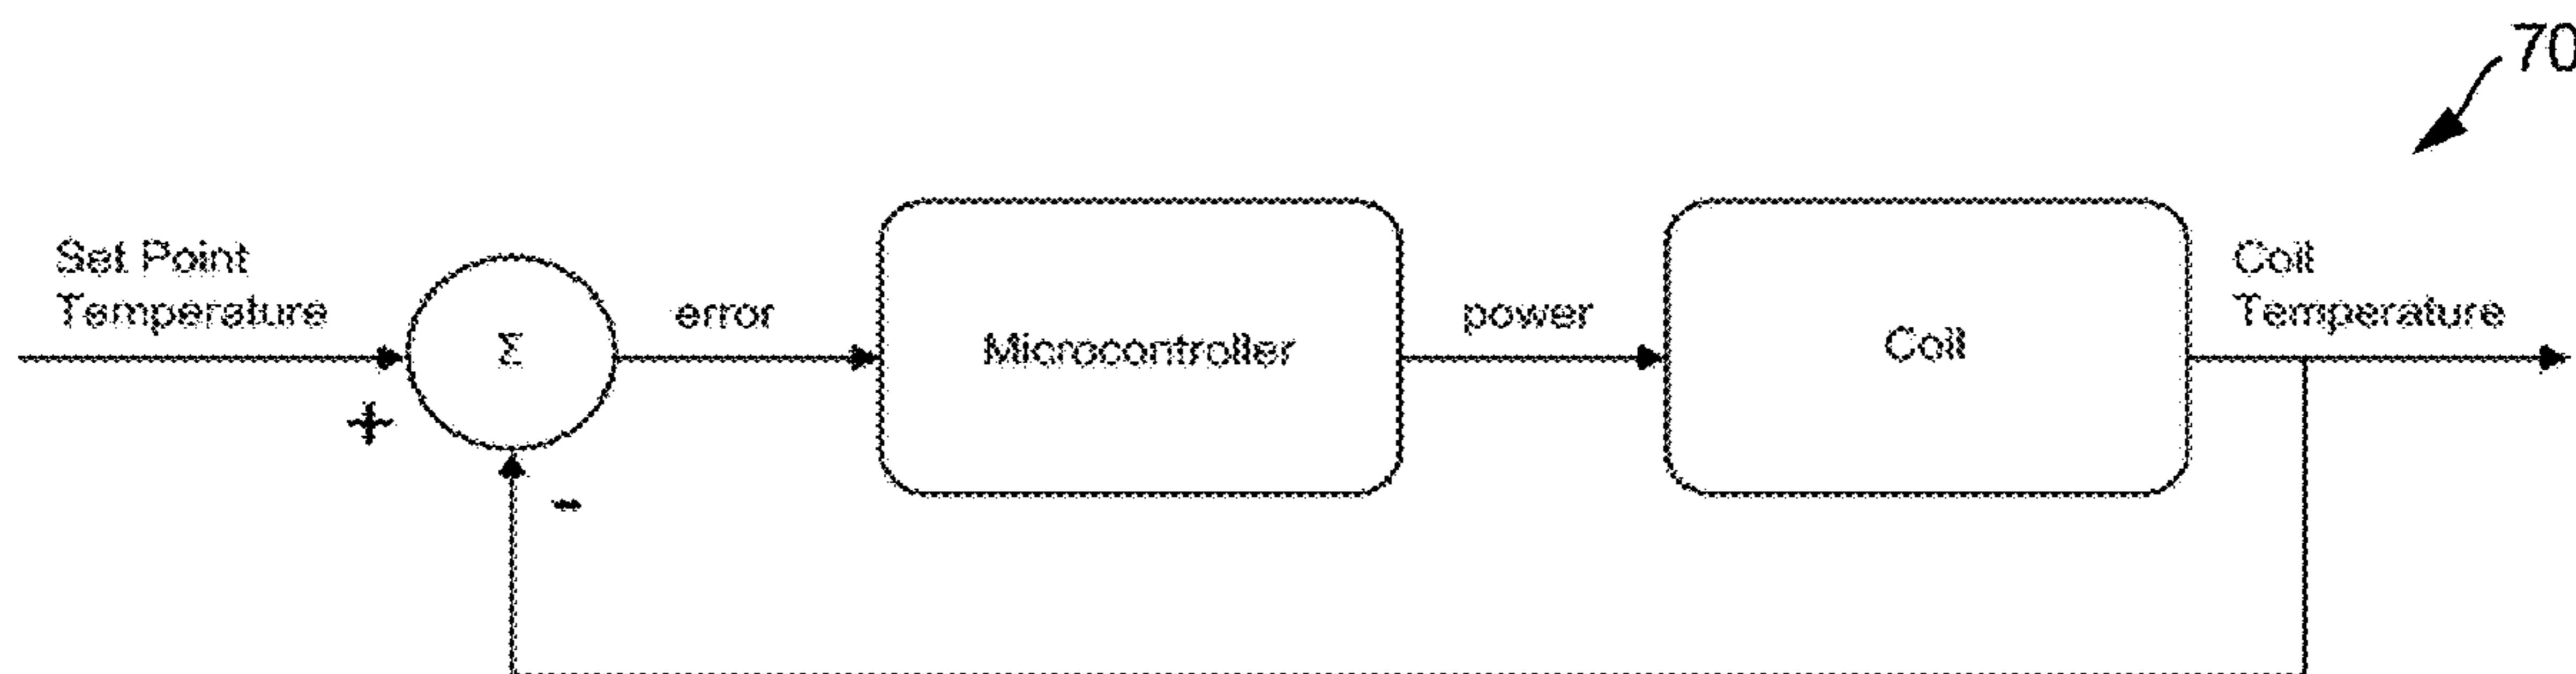 70
Set Point
Temperature
error
power
Coil
Temperature
Σ
Microcontroller
Coil
+
-